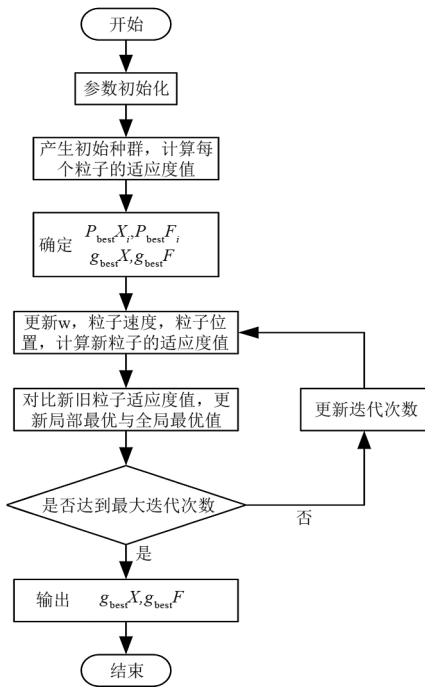 开始
参数初始化
产生初始种群，计算每
个粒子的适应度值
确定 P_best X_i, P_best F_i
g_best X, g_best F
更新w，粒子速度，粒子位
置，计算新粒子的适应度值
对比新旧粒子适应度值，更
新局部最优与全局最优值
更新迭代次数
是否达到最大迭代次数
否
是
输出 g_best X, g_best F
结束